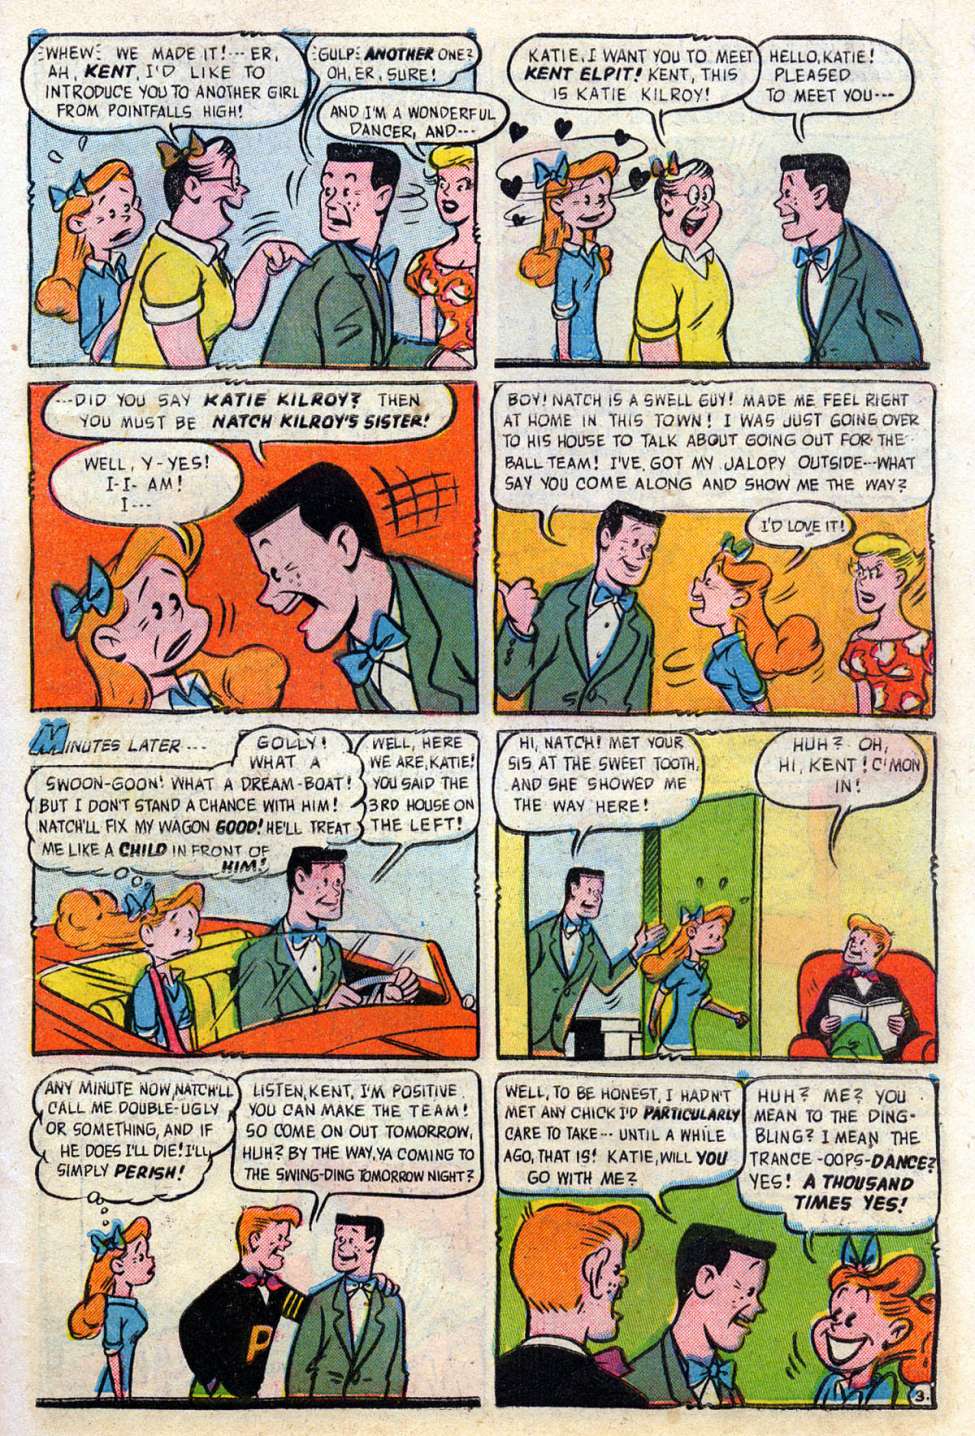 WHEW! WE MADE IT!--- ER,
AH, KENT, I'D LIKE TO
INTRODUCE YOU TO ANOTHER GIRL
FROM POINTFALLS HIGH!
GULP! ANOTHER ONE?
OH, ER, SURE!
AND I'M A WONDERFUL
DANCER, AND---
KATIE, I WANT YOU TO MEET
KENT ELPIT! KENT, THIS
IS KATIE KILROY!
HELLO, KATIE!
PLEASED
TO MEET YOU---
---DID YOU SAY KATIE KILROY? THEN
YOU MUST BE NATCH KILROY'S SISTER!
WELL, Y-YES!
I-I- AM!
I---
BOY! NATCH IS A SWELL GUY! MADE ME FEEL RIGHT
AT HOME IN THIS TOWN! I WAS JUST GOING OVER
TO HIS HOUSE TO TALK ABOUT GOING OUT FOR THE
BALL TEAM! I'VE GOT MY JALOPY OUTSIDE---WHAT
SAY YOU COME ALONG AND SHOW ME THE WAY?
I'D LOVE IT!
MINUTES LATER---
GOLLY!
WHAT A
SWOON-GOON! WHAT A DREAM-BOAT!
BUT I DON'T STAND A CHANCE WITH HIM!
NATCH'LL FIX MY WAGON GOOD! HE'LL TREAT
ME LIKE A CHILD IN FRONT OF
HIM!
WELL, HERE
WE ARE, KATIE!
YOU SAID THE
3RD HOUSE ON
THE LEFT!
HI, NATCH! MET YOUR
SIS AT THE SWEET TOOTH,
AND SHE SHOWED ME
THE WAY HERE!
HUH? OH,
HI, KENT! C'MON
IN!
ANY MINUTE NOW, NATCH'LL
CALL ME DOUBLE-UGLY
OR SOMETHING, AND IF
HE DOES I'LL DIE! I'LL
SIMPLY PERISH!
LISTEN, KENT, I'M POSITIVE
YOU CAN MAKE THE TEAM!
SO COME ON OUT TOMORROW,
HUH? BY THE WAY, YA COMING TO
THE SWING-DING TOMORROW NIGHT?
P
WELL, TO BE HONEST, I HADN'T
MET ANY CHICK I'D PARTICULARLY
CARE TO TAKE--- UNTIL A WHILE
AGO, THAT IS! KATIE, WILL YOU
GO WITH ME?
HUH? ME? YOU
MEAN TO THE DING-
BLING? I MEAN THE
TRANCE-OOPS-DANCE?
YES! A THOUSAND
TIMES YES!
3.